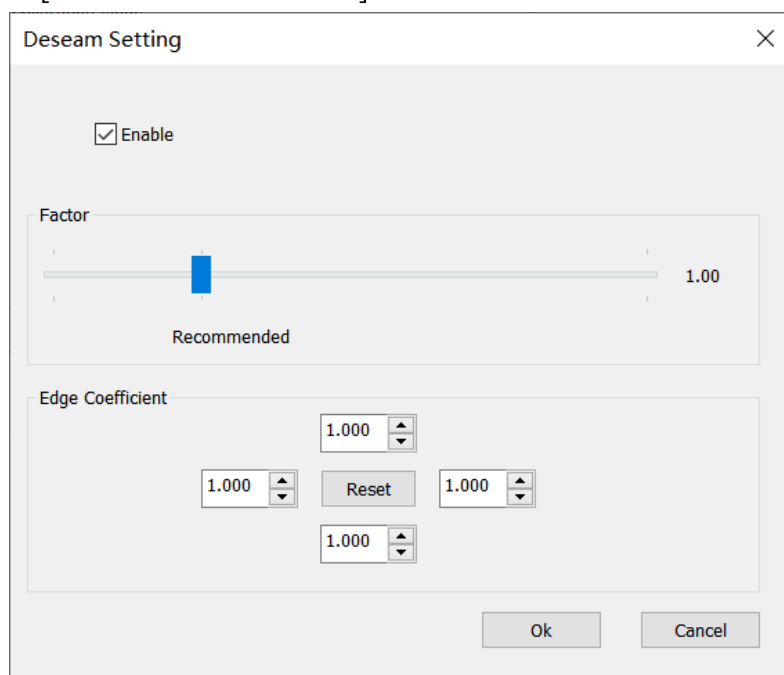 Deseam Setting
Enable
Factor
1.00
Recommended
Edge Coefficient
1.000
1.000 Reset 1.000
1.000
Ok Cancel